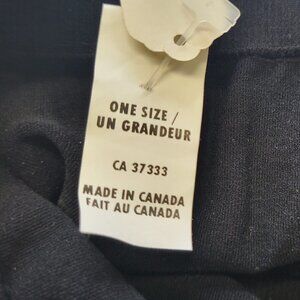 ONE SIZE /
UN GRANDEUR
CA 37333
MADE IN CANADA
FAIT AU CANADA